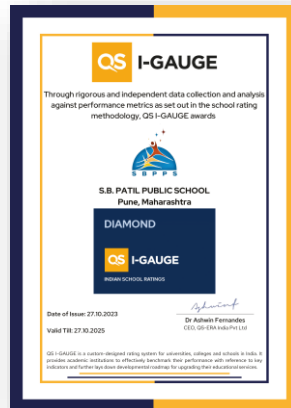 QS I-GAUGE
Through rigorous and independent data collection and analysis
against performance metrics as set out in the school rating
methodology, QS I-GAUGE awards
SBPPS
S.B. PATIL PUBLIC SCHOOL
Pune, Maharashtra
DIAMOND
QS I-GAUGE
INDIAN SCHOOL RATINGS
Date of Issue: 27.10.2023
Valid Till: 27.10.2025
Ashwinf
Dr Ashwin Fernandes
CEO, QS-ERA India Pvt Ltd
QS I-GAUGE is a custom-designed rating system for universities, colleges and schools in India. It
provides academic institutions to effectively benchmark their performance with reference to key
indicators and further lays down developmental roadmap for upgrading their educational services.